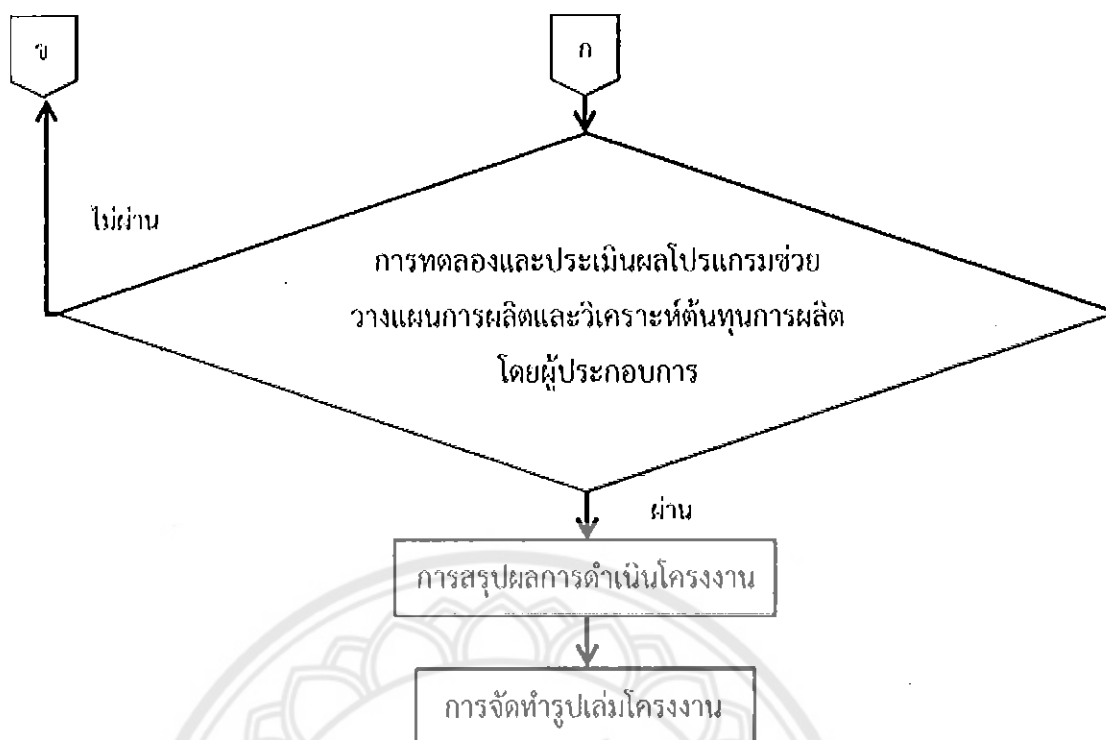 ข
ก
ไม่ผ่าน
การทดลองและประเมินผลโปรแกรมช่วย
วางแผนการผลิตและวิเคราะห์ต้นทุนการผลิต
โดยผู้ประกอบการ
ผ่าน
การสรุปผลการดำเนินโครงงาน
การจัดทำรูปเล่มโครงงาน